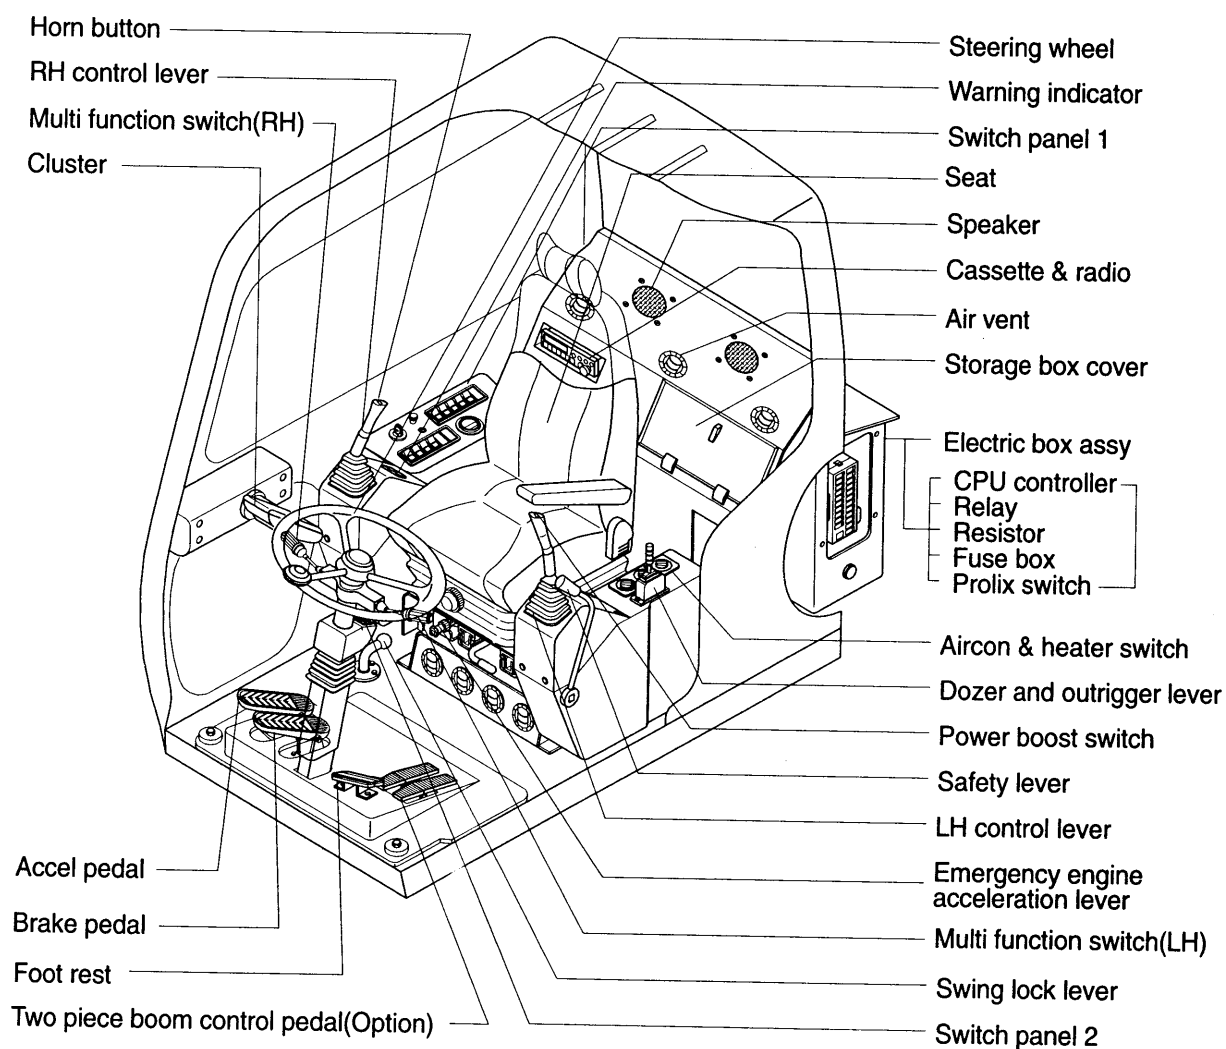 Horn button
RH control lever
Multi function switch(RH)
Cluster
Steering wheel
Warning indicator
Switch panel 1
Seat
Speaker
Cassette & radio
Air vent
Storage box cover
Electric box assy
CPU controller
Relay
Resistor
Fuse box
Prolix switch
Aircon & heater switch
Dozer and outrigger lever
Power boost switch
Safety lever
LH control lever
Emergency engine
acceleration lever
Multi function switch(LH)
Swing lock lever
Switch panel 2
Accel pedal
Brake pedal
Foot rest
Two piece boom control pedal(Option)